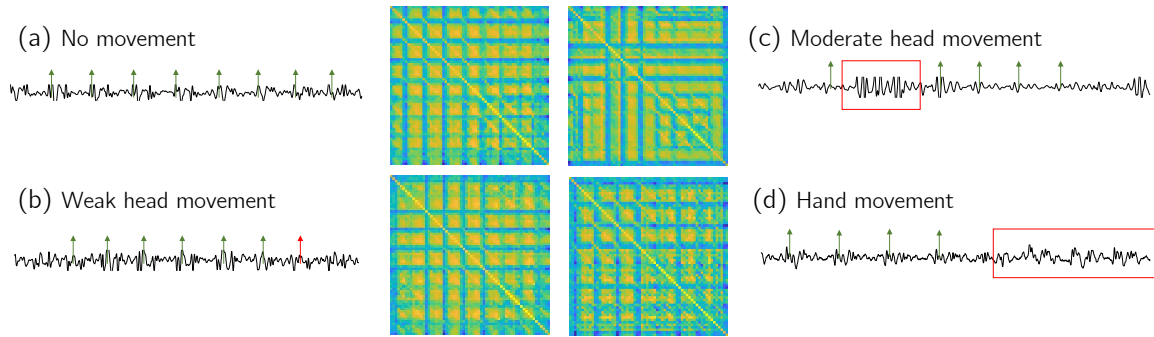 (a) No movement
(c) Moderate head movement
(b) Weak head movement
(d) Hand movement